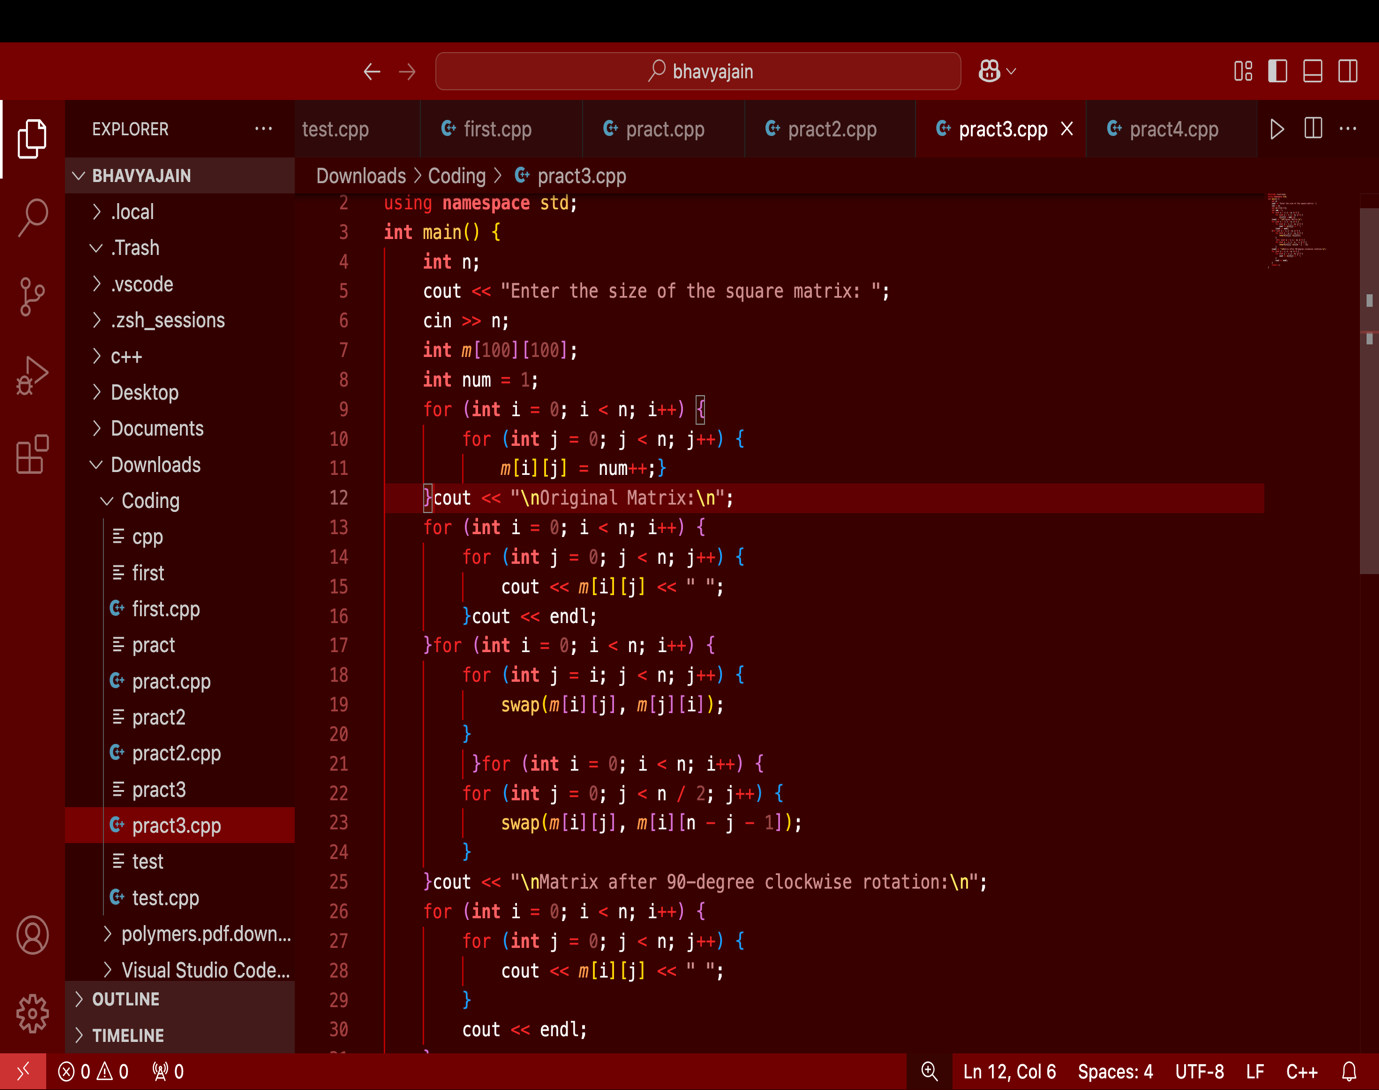 bhavyajain
EXPLORER
test.cpp
first.cpp
pract.cpp
pract2.cpp
pract3.cpp
pract4.cpp
BHAVYAJAIN
Downloads > Coding > pract3.cpp
.local
.Trash
.vscode
.zsh_sessions
c++
Desktop
Documents
Downloads
Coding
cpp
first
first.cpp
pract
pract.cpp
pract2
pract2.cpp
pract3
pract3.cpp
test
test.cpp
polymers.pdf.down...
Visual Studio Code...
OUTLINE
TIMELINE
2 using namespace std;
3 int main() {
4 int n;
5 cout << "Enter the size of the square matrix: ";
6 cin >> n;
7 int m[100][100];
8 int num = 1;
9 for (int i = 0; i < n; i++) {
10 for (int j = 0; j < n; j++) {
11 m[i][j] = num++;}
12 }cout << "\nOriginal Matrix:\n";
13 for (int i = 0; i < n; i++) {
14 for (int j = 0; j < n; j++) {
15 cout << m[i][j] << " ";
16 }cout << endl;
17 }for (int i = 0; i < n; i++) {
18 for (int j = i; j < n; j++) {
19 swap(m[i][j], m[j][i]);
20 }
21 }for (int i = 0; i < n; i++) {
22 for (int j = 0; j < n / 2; j++) {
23 swap(m[i][j], m[i][n - j - 1]);
24 }
25 }cout << "\nMatrix after 90-degree clockwise rotation:\n";
26 for (int i = 0; i < n; i++) {
27 for (int j = 0; j < n; j++) {
28 cout << m[i][j] << " ";
29 }
30 cout << endl;
0 0 0
Ln 12, Col 6 Spaces: 4 UTF-8 LF C++